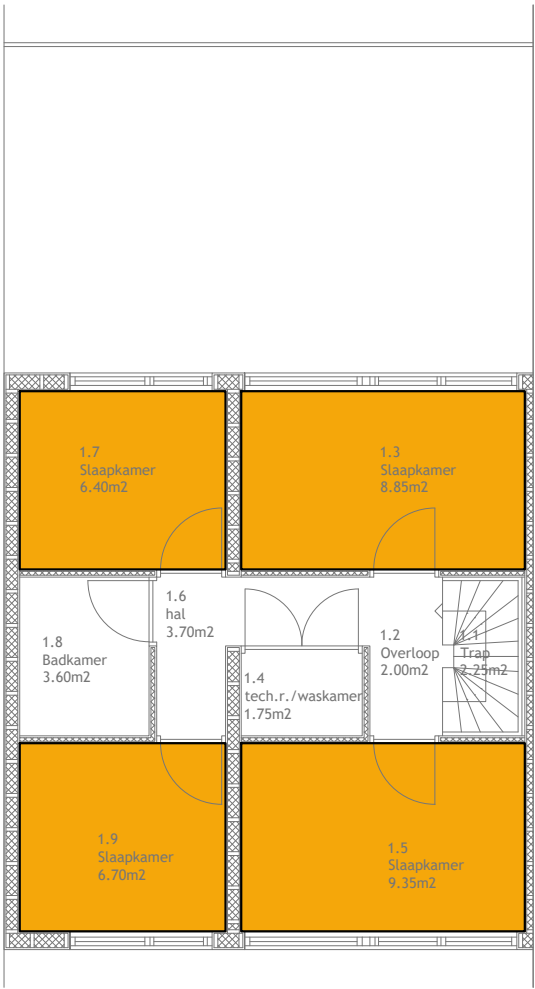 1.7
Slaapkamer
6.40m2
1.3
Slaapkamer
8.85m2
1.6
hal
3.70m2
1.8
Badkamer
3.60m2
1.4
tech.r./waskamer
1.75m2
1.2
Overloop
2.00m2
1.1
Trap
2.25m2
1.9
Slaapkamer
6.70m2
1.5
Slaapkamer
9.35m2